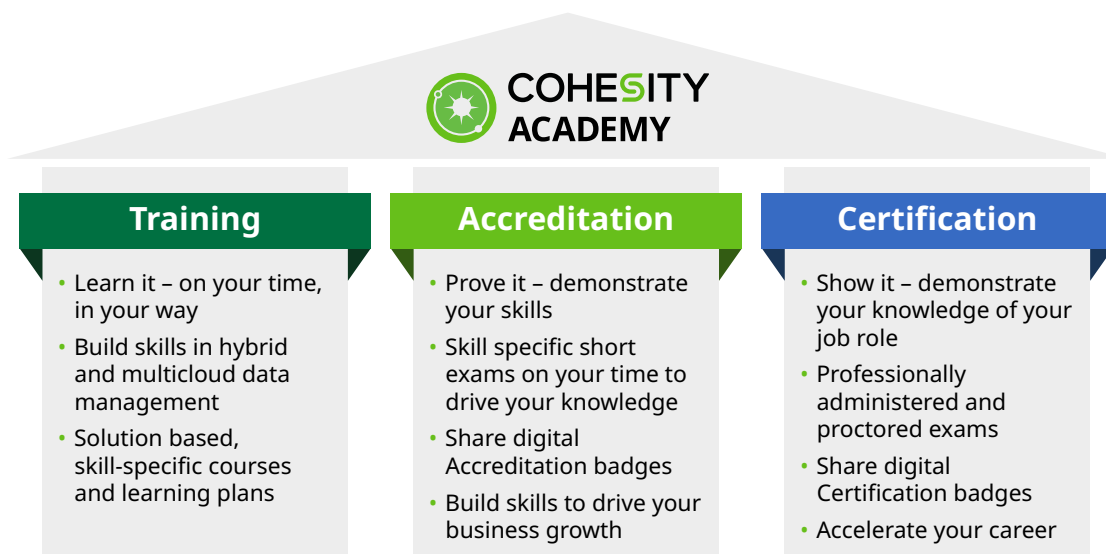 COHESITY
ACADEMY
Training
• Learn it – on your time,
in your way
• Build skills in hybrid
and multicloud data
management
• Solution based,
skill-specific courses
and learning plans
Accreditation
• Prove it – demonstrate
your skills
• Skill specific short
exams on your time to
drive your knowledge
• Share digital
Accreditation badges
• Build skills to drive your
business growth
Certification
• Show it – demonstrate
your knowledge of your
job role
• Professionally
administered and
proctored exams
• Share digital
Certification badges
• Accelerate your career